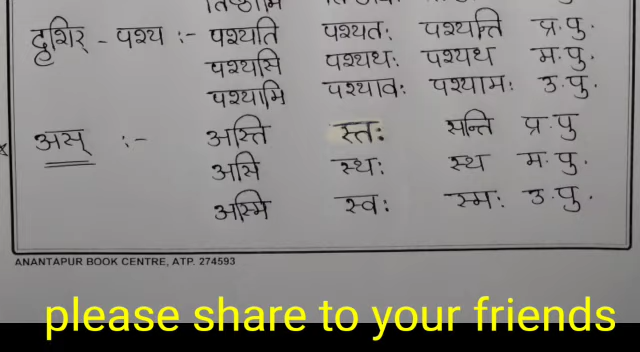 दृशिर् - पश्य :- पश्यति पश्यतः पश्यन्ति प्र. पु.
पश्यसि पश्यथः पश्यथ म. पु.
पश्यामि पश्यावः पश्यामः उ. पु.
अस् :- अस्ति स्तः सन्ति प्र. पु
असि स्थः स्थ म. पु.
अस्मि स्वः स्मः उ. पु.
ANANTAPUR BOOK CENTRE, ATP. 274593
please share to your friends